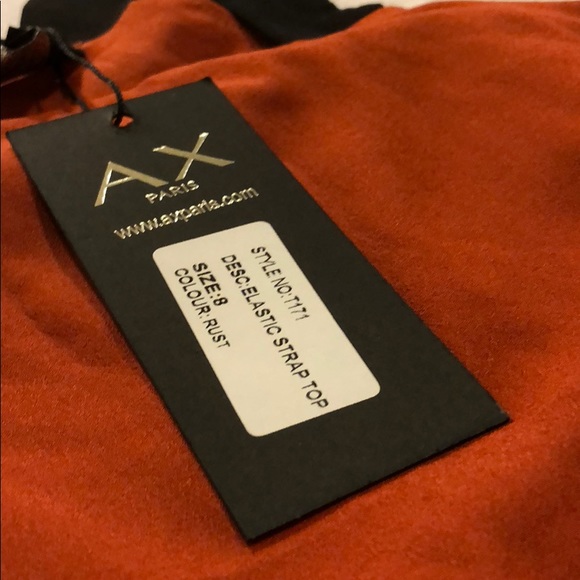 AX
PARIS
www.axparis.com
STYLE NO:T171
DESC:ELASTIC STRAP TOP
SIZE:8
COLOUR:RUST